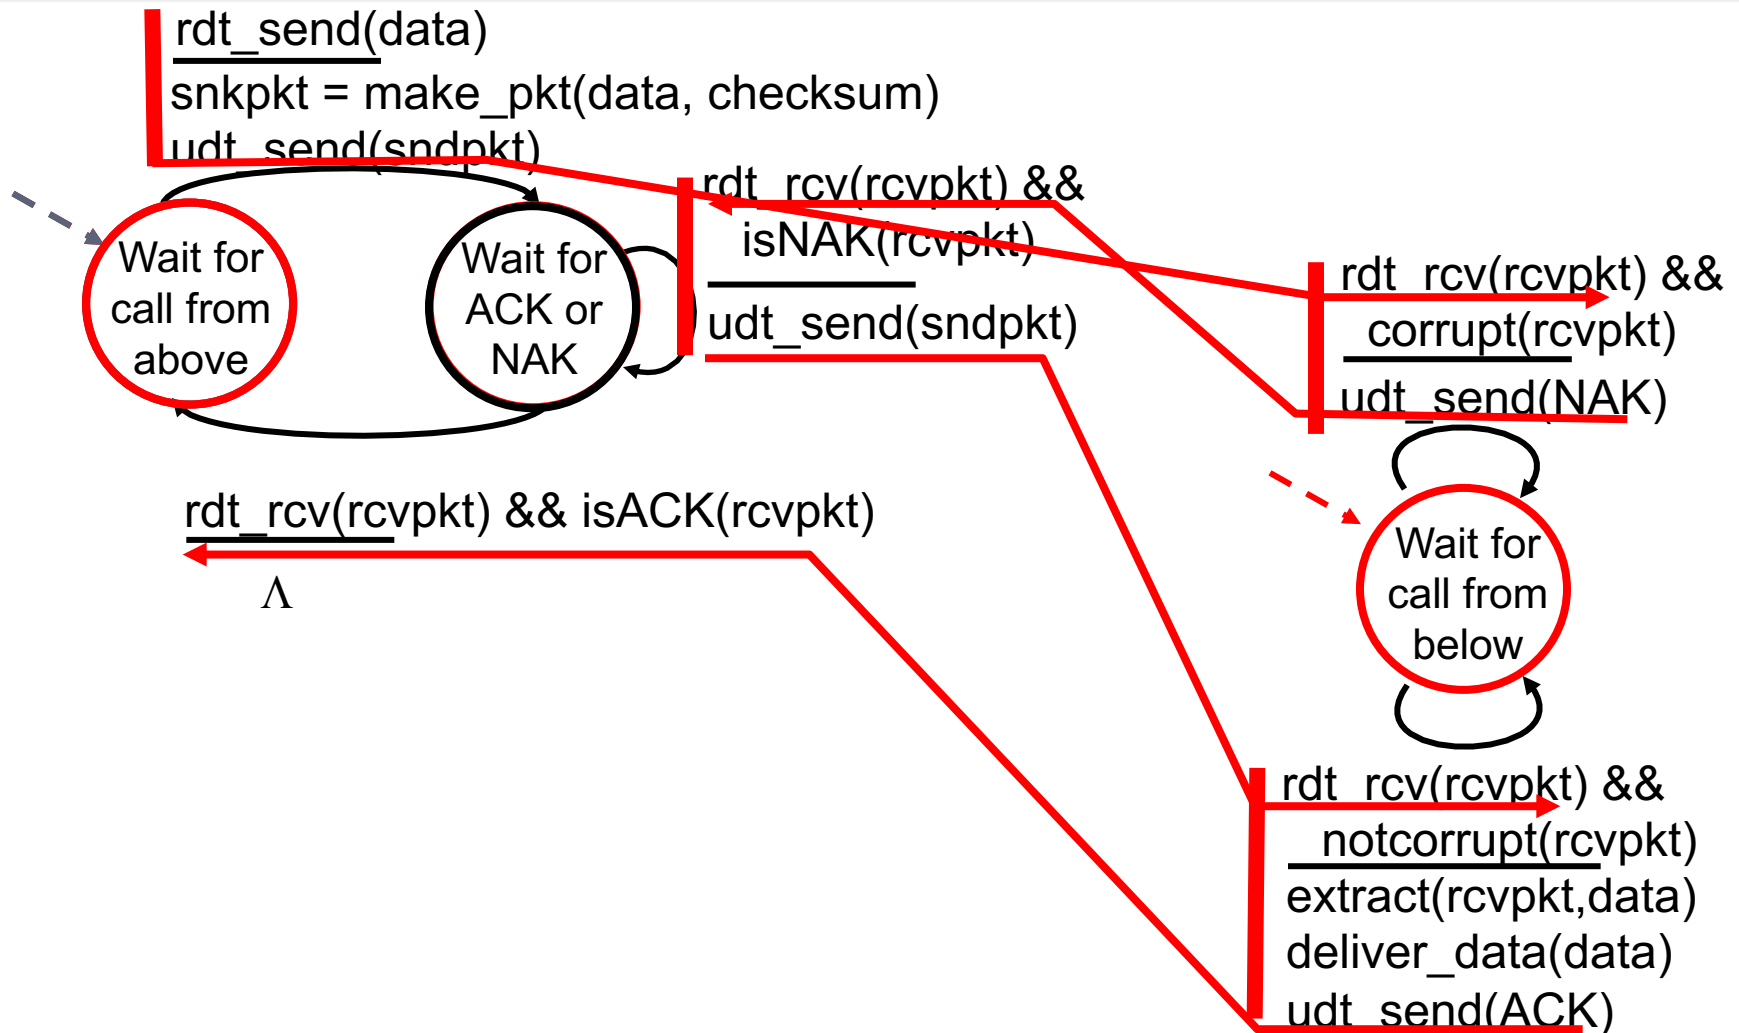 rdt_send(data)
snkpkt = make_pkt(data, checksum)
udt_send(sndpkt)
rdt_rcv(rcvpkt) &&
isNAK(rcvpkt)
udt_send(sndpkt)
Wait for
call from
above
Wait for
ACK or
NAK
rdt_rcv(rcvpkt) && isACK(rcvpkt)
Λ
rdt_rcv(rcvpkt) &&
corrupt(rcvpkt)
udt_send(NAK)
Wait for
call from
below
rdt_rcv(rcvpkt) &&
notcorrupt(rcvpkt)
extract(rcvpkt,data)
deliver_data(data)
udt_send(ACK)